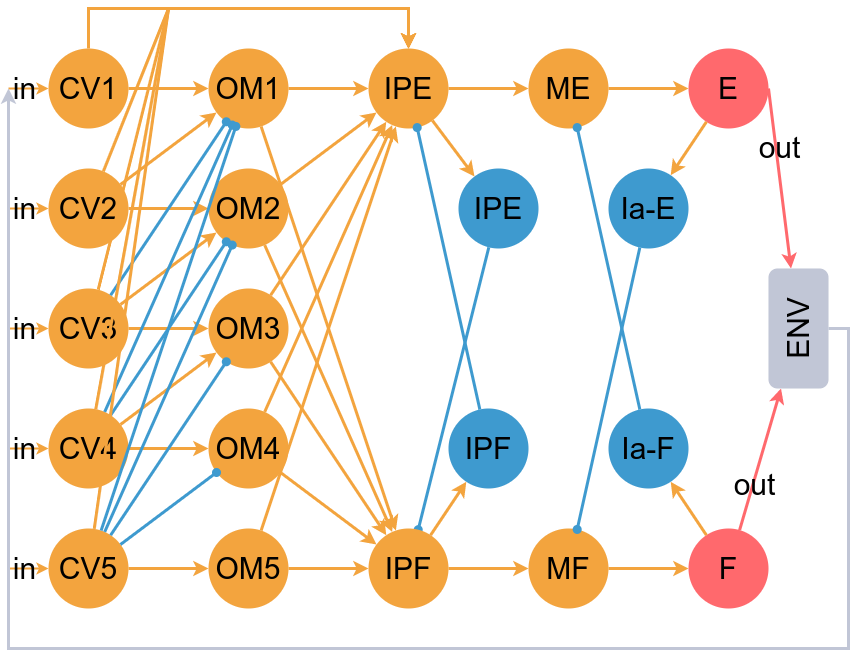 in CV1 OM1 IPE ME E
out
in CV2 OM2 IPE Ia-E
in CV3 OM3 ENV
in CV4 OM4 IPF Ia-F
out
in CV5 OM5 IPF MF F